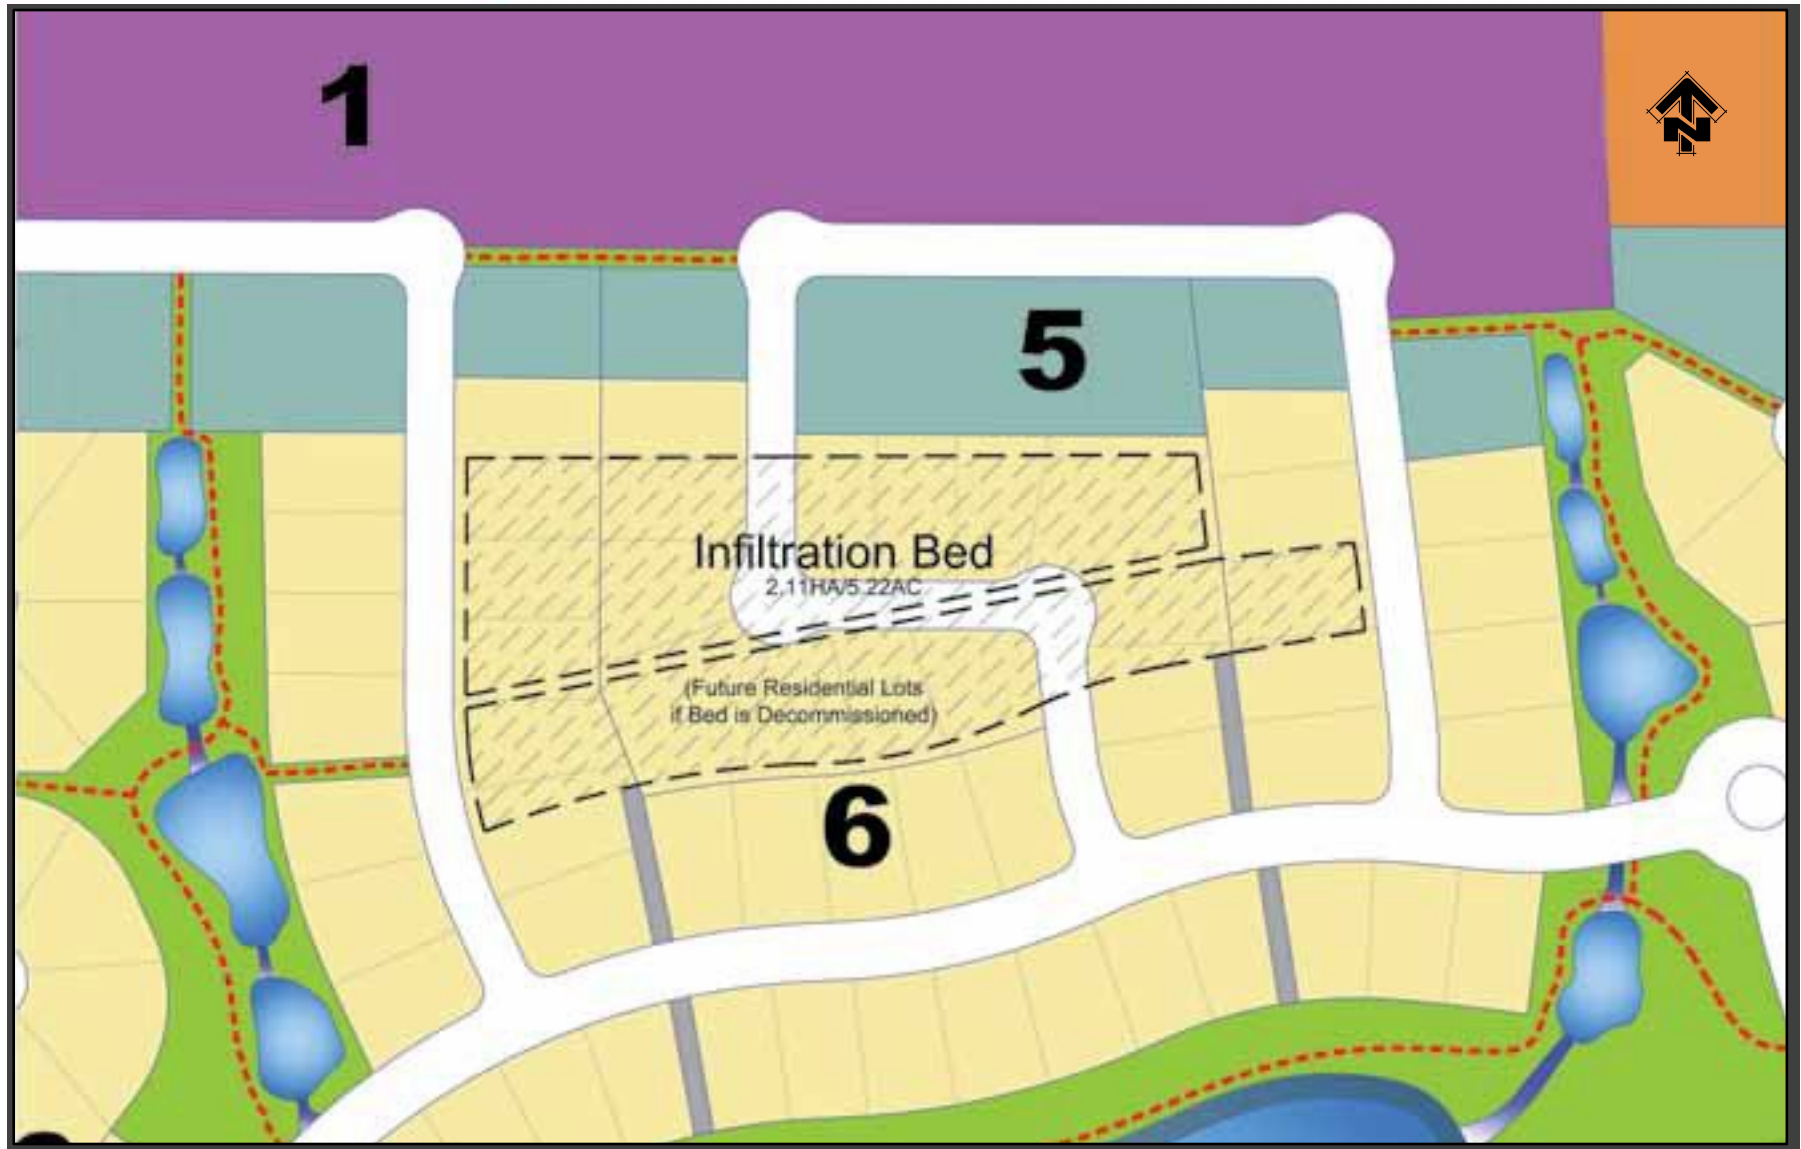 1
N
5
Infiltration Bed
2.11HA/5.22AC
(Future Residential Lots
if Bed is Decommissioned)
6